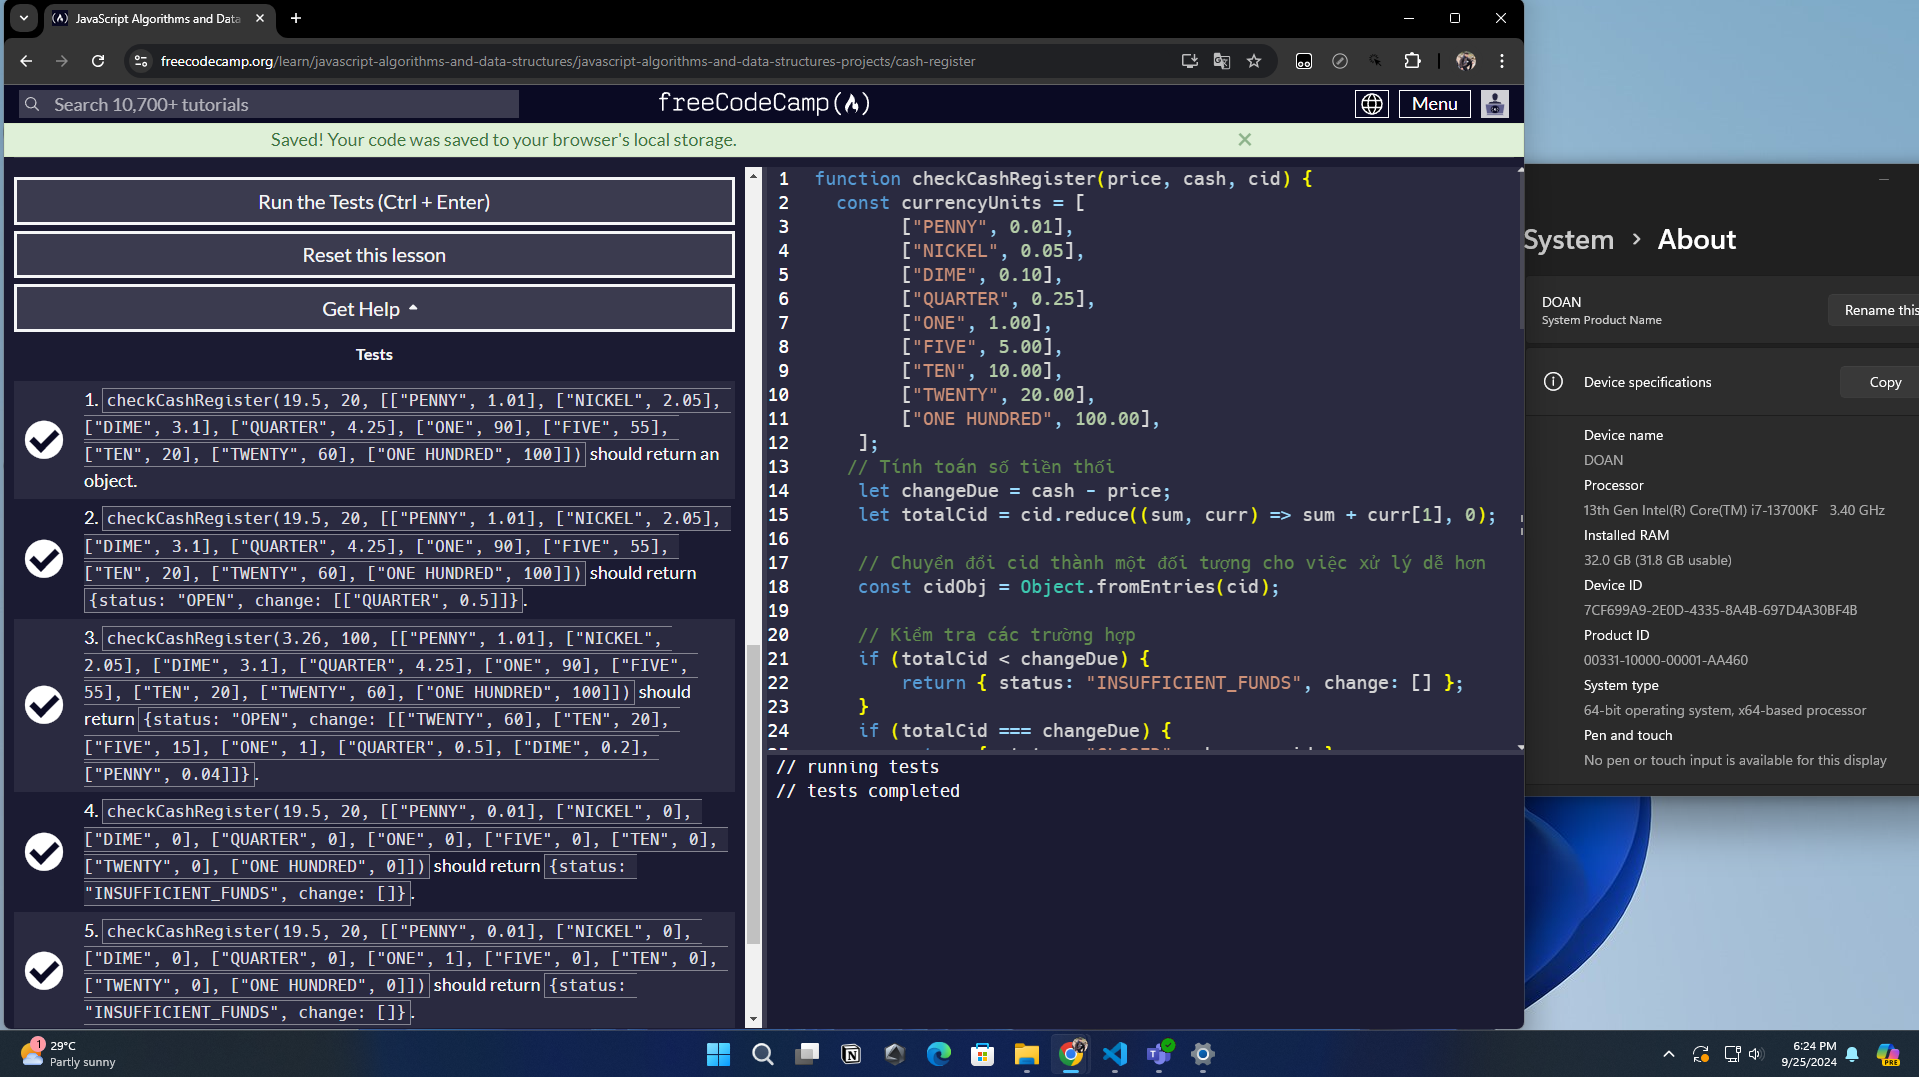 JavaScript Algorithms and Data
freecodecamp.org/learn/javascript-algorithms-and-data-structures/javascript-algorithms-and-data-structures-projects/cash-register
Search 10,700+ tutorials
freeCodeCamp
Menu
Saved! Your code was saved to your browser's local storage.
Run the Tests (Ctrl + Enter)
Reset this lesson
Get Help
Tests
1. checkCashRegister(19.5, 20, [["PENNY", 1.01], ["NICKEL", 2.05],
["DIME", 3.1], ["QUARTER", 4.25], ["ONE", 90], ["FIVE", 55],
["TEN", 20], ["TWENTY", 60], ["ONE HUNDRED", 100]]) should return an
object.
2. checkCashRegister(19.5, 20, [["PENNY", 1.01], ["NICKEL", 2.05],
["DIME", 3.1], ["QUARTER", 4.25], ["ONE", 90], ["FIVE", 55],
["TEN", 20], ["TWENTY", 60], ["ONE HUNDRED", 100]]) should return
{status: "OPEN", change: [["QUARTER", 0.5]]}.
3. checkCashRegister(3.26, 100, [["PENNY", 1.01], ["NICKEL",
2.05], ["DIME", 3.1], ["QUARTER", 4.25], ["ONE", 90], ["FIVE",
55], ["TEN", 20], ["TWENTY", 60], ["ONE HUNDRED", 100]]) should
return {status: "OPEN", change: [["TWENTY", 60], ["TEN", 20],
["FIVE", 15], ["ONE", 1], ["QUARTER", 0.5], ["DIME", 0.2],
["PENNY", 0.04]]}.
4. checkCashRegister(19.5, 20, [["PENNY", 0.01], ["NICKEL", 0],
["DIME", 0], ["QUARTER", 0], ["ONE", 0], ["FIVE", 0], ["TEN", 0],
["TWENTY", 0], ["ONE HUNDRED", 0]]) should return {status:
"INSUFFICIENT_FUNDS", change: []}.
5. checkCashRegister(19.5, 20, [["PENNY", 0.01], ["NICKEL", 0],
["DIME", 0], ["QUARTER", 0], ["ONE", 1], ["FIVE", 0], ["TEN", 0],
["TWENTY", 0], ["ONE HUNDRED", 0]]) should return {status:
"INSUFFICIENT_FUNDS", change: []}.
1 function checkCashRegister(price, cash, cid) {
2 const currencyUnits = [
3 ["PENNY", 0.01],
4 ["NICKEL", 0.05],
5 ["DIME", 0.10],
6 ["QUARTER", 0.25],
7 ["ONE", 1.00],
8 ["FIVE", 5.00],
9 ["TEN", 10.00],
10 ["TWENTY", 20.00],
11 ["ONE HUNDRED", 100.00],
12 ];
13 // Tính toán số tiền thối
14 let changeDue = cash - price;
15 let totalCid = cid.reduce((sum, curr) => sum + curr[1], 0);
16
17 // Chuyển đổi cid thành một đối tượng cho việc xử lý dễ hơn
18 const cidObj = Object.fromEntries(cid);
19
20 // Kiểm tra các trường hợp
21 if (totalCid < changeDue) {
22 return { status: "INSUFFICIENT_FUNDS", change: [] };
23 }
24 if (totalCid === changeDue) {
// running tests
// tests completed
System > About
DOAN
System Product Name
Rename this
Device specifications
Copy
Device name
DOAN
Processor
13th Gen Intel(R) Core(TM) i7-13700KF 3.40 GHz
Installed RAM
32.0 GB (31.8 GB usable)
Device ID
7CF699A9-2E0D-4335-8A4B-697D4A30BF4B
Product ID
00331-10000-00001-AA460
System type
64-bit operating system, x64-based processor
Pen and touch
No pen or touch input is available for this display
1
29°C
Partly sunny
6:24 PM
9/25/2024
PRE